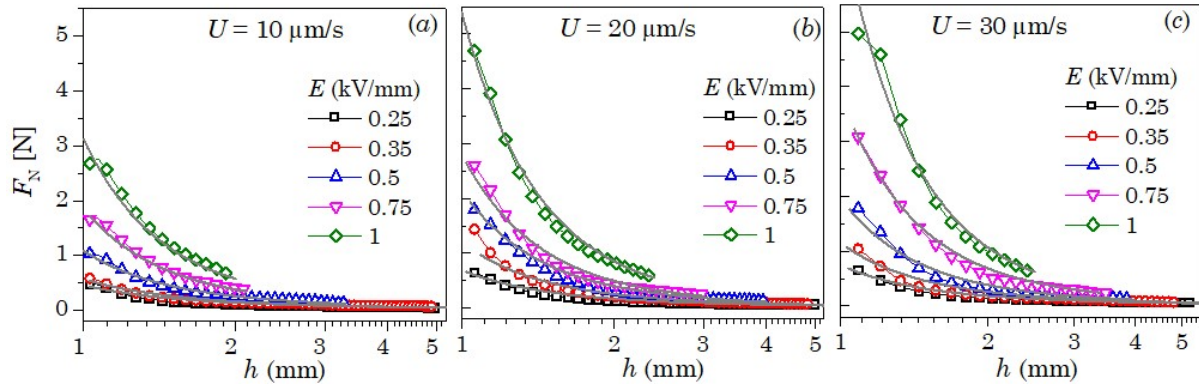 U = 10 μm/s (a)
E (kV/mm)
0.25
0.35
0.5
0.75
1
5
4
3
2
1
0
F_N [N]
1 2 3 4 5
h (mm)
U = 20 μm/s (b)
E (kV/mm)
0.25
0.35
0.5
0.75
1
1 2 3 4 5
h (mm)
U = 30 μm/s (c)
E (kV/mm)
0.25
0.35
0.5
0.75
1
1 2 3 4 5
h (mm)